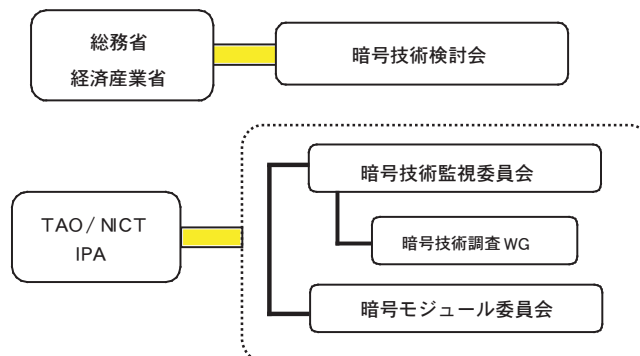 総務省
経済産業省
暗号技術検討会
暗号技術監視委員会
TAO / NICT
IPA
暗号技術調査 WG
暗号モジュール委員会